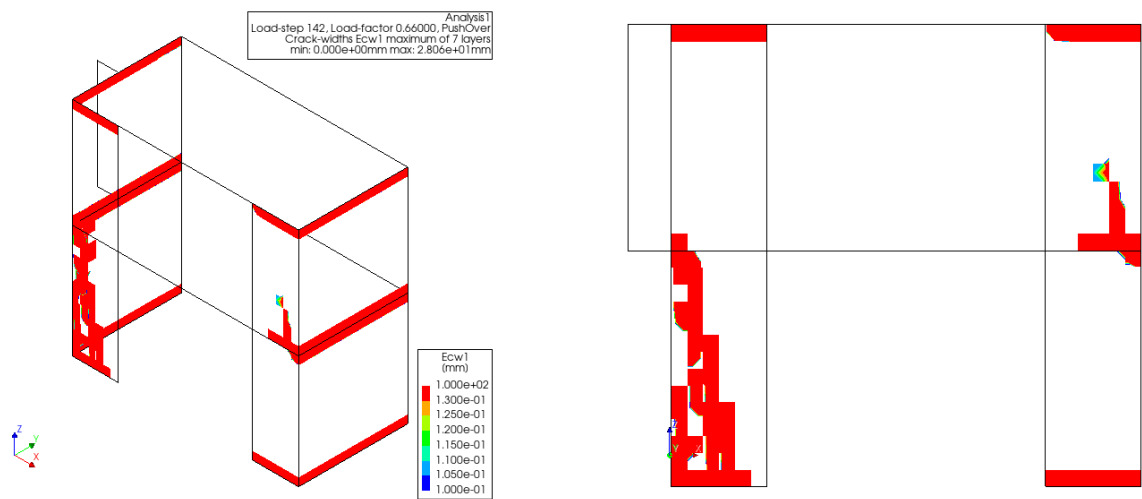 Analysis1
Load-step 142, Load-factor 0.66000, PushOver
Crack-widths Ecw1 maximum of 7 layers
min: 0.000e+00mm max: 2.806e+01mm
Ecw1
(mm)
1.000e+02
1.300e-01
1.250e-01
1.200e-01
1.150e-01
1.100e-01
1.050e-01
1.000e-01
Z
Y
X
Z
Y
X